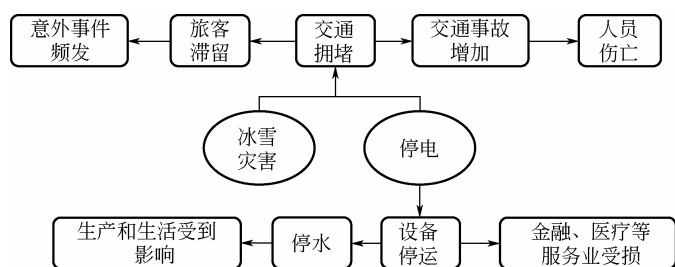 意外事件
频发
旅客
滞留
交通
拥堵
交通事故
增加
人员
伤亡
冰雪
灾害
停电
生产和生活受到
影响
停水
设备
停运
金融、医疗等
服务业受损